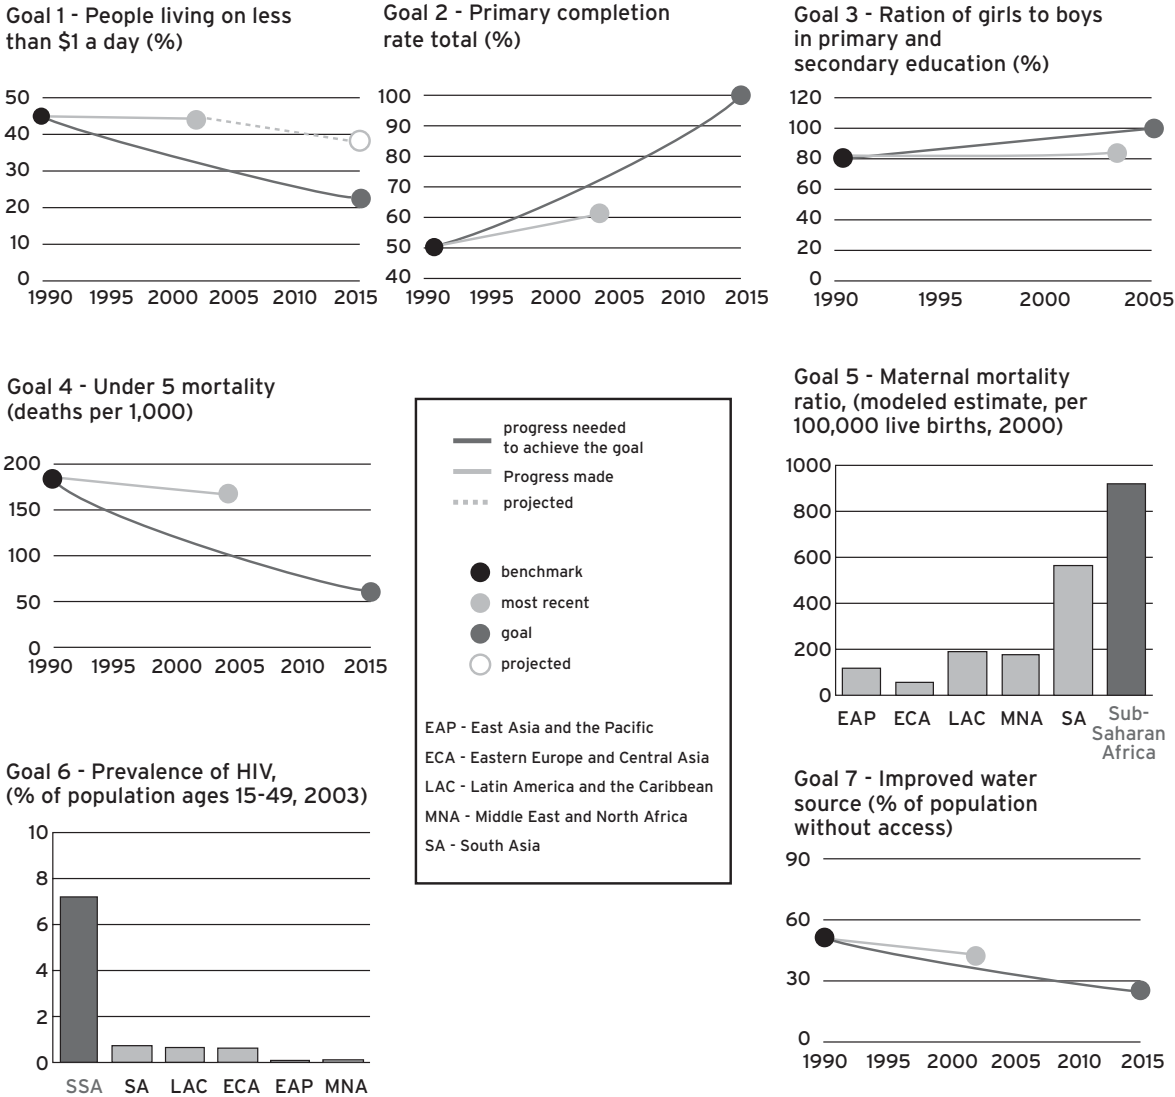 Goal 1 - People living on less
than $1 a day (%)
50
40
30
20
10
0
1990 1995 2000 2005 2010 2015
Goal 2 - Primary completion
rate total (%)
100
90
80
70
60
50
40
1990 1995 2000 2005 2010 2015
Goal 3 - Ration of girls to boys
in primary and
secondary education (%)
120
100
80
60
40
20
0
1990 1995 2000 2005
Goal 4 - Under 5 mortality
(deaths per 1,000)
200
150
100
50
0
1990 1995 2000 2005 2010 2015
progress needed
to achieve the goal
Progress made
projected
benchmark
most recent
goal
projected
EAP - East Asia and the Pacific
ECA - Eastern Europe and Central Asia
LAC - Latin America and the Caribbean
MNA - Middle East and North Africa
SA - South Asia
Goal 5 - Maternal mortality
ratio, (modeled estimate, per
100,000 live births, 2000)
1000
800
600
400
200
0
EAP ECA LAC MNA SA Sub-
Saharan
Africa
Goal 6 - Prevalence of HIV,
(% of population ages 15-49, 2003)
10
8
6
4
2
0
SSA SA LAC ECA EAP MNA
Goal 7 - Improved water
source (% of population
without access)
90
60
30
0
1990 1995 2000 2005 2010 2015